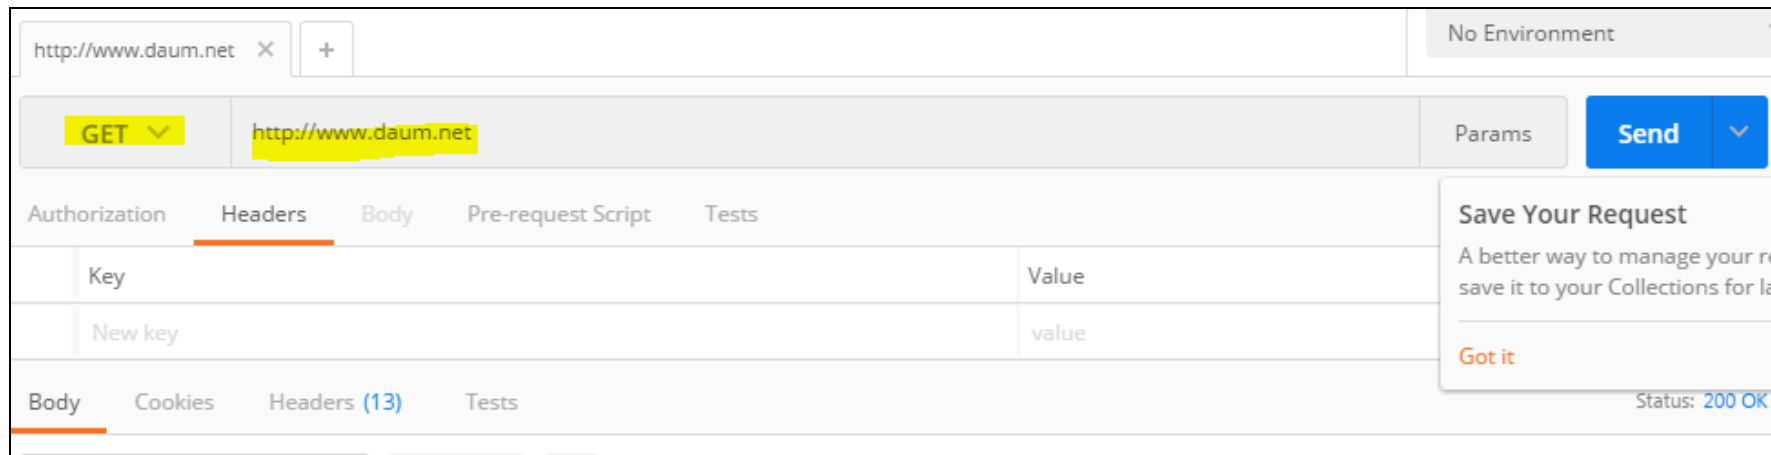 http://www.daum.net
No Environment
GET http://www.daum.net Params Send
Authorization Headers Body Pre-request Script Tests
Save Your Request
A better way to manage your
save it to your Collections for
Key Value
New key value
Got it
Body Cookies Headers (13) Tests Status: 200 OK